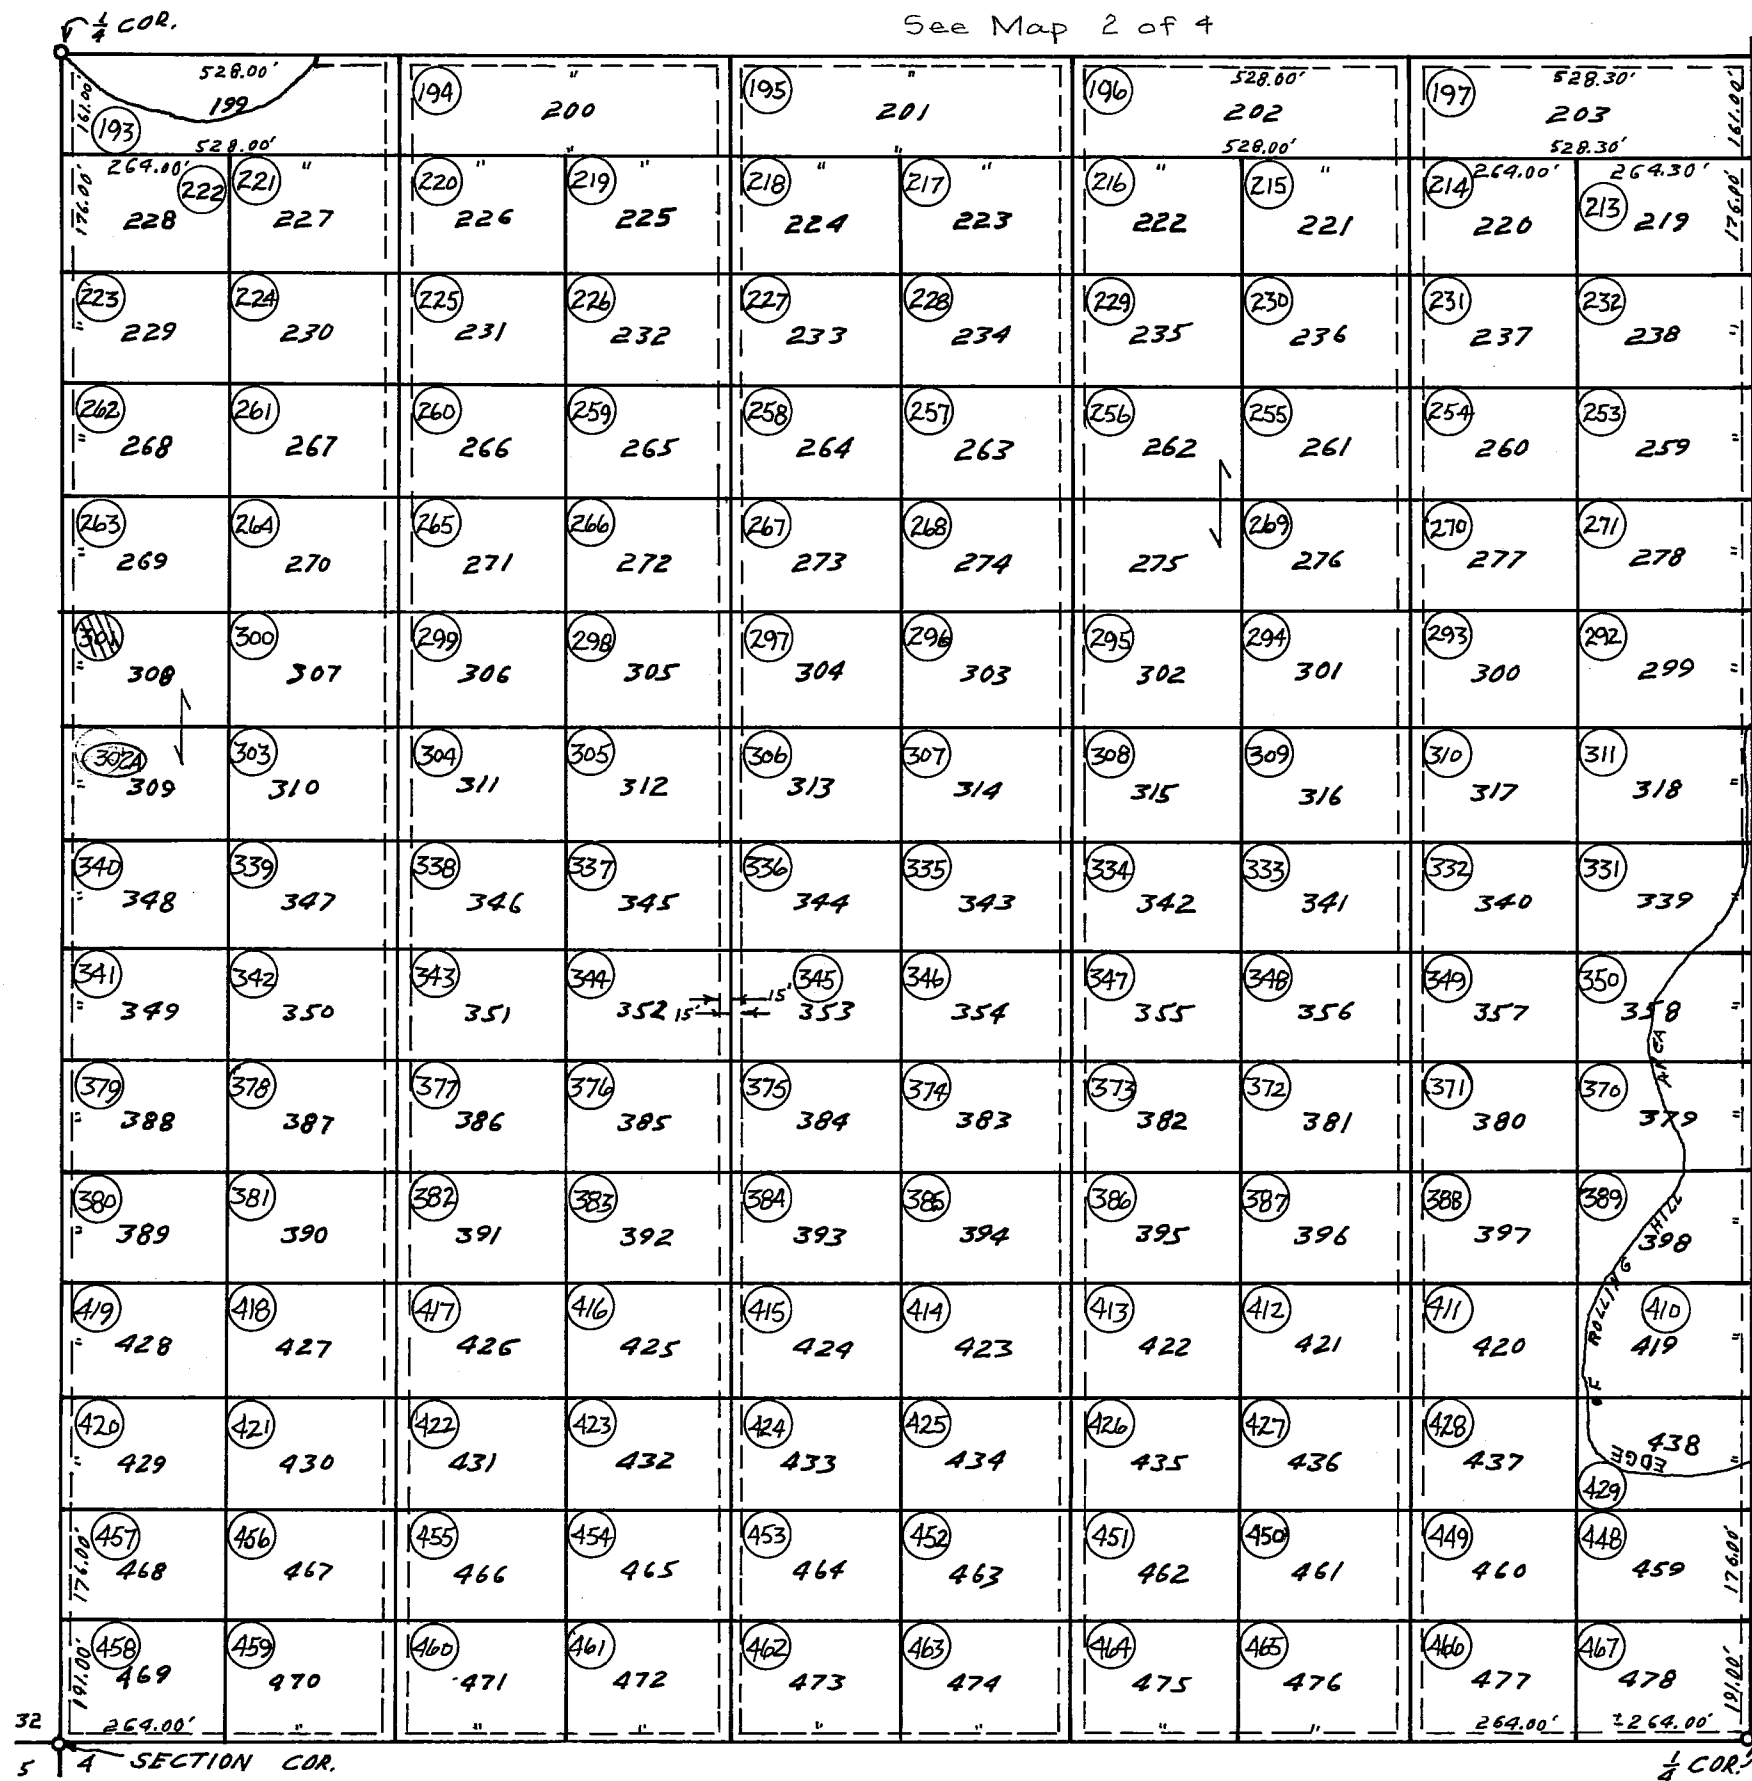 1/4 COR.
See Map 2 of 4
528.00' " " 528.00' 528.30'
161.00' 193 199 194 200 195 201 196 202 197 203 161.00'
528.00' " " 528.00' 528.30'
264.00' " " " " " " " 264.00' 264.30'
176.00' 222 221 220 219 218 217 216 215 214 213 176.00'
228 227 226 225 224 223 222 221 220 219
223 224 225 226 227 228 229 230 231 232
" 229 230 231 232 233 234 235 236 237 238 "
262 261 260 259 258 257 256 255 254 253
" 268 267 266 265 264 263 262 261 260 259 "
263 264 265 266 267 268 269 270 271
" 269 270 271 272 273 274 275 276 277 278 "
301 300 299 298 297 296 295 294 293 292
" 308 307 306 305 304 303 302 301 300 299 "
302A 303 304 305 306 307 308 309 310 311
" 309 310 311 312 313 314 315 316 317 318 "
340 339 338 337 336 335 334 333 332 331
" 348 347 346 345 344 343 342 341 340 339 "
341 342 343 344 345 346 347 348 349 350
" 349 350 351 352 15' 15' 353 354 355 356 357 358 "
AREA
379 378 377 376 375 374 373 372 371 370
" 388 387 386 385 384 383 382 381 380 379 "
380 381 382 383 384 385 386 387 388 389
" 389 390 391 392 393 394 395 396 397 398 "
HILL
ROLLING
419 418 417 416 415 414 413 412 411 410
" 428 427 426 425 424 423 422 421 420 419 "
OF
420 421 422 423 424 425 426 427 428
" 429 430 431 432 433 434 435 436 437 438 "
EDGE
429
457 456 455 454 453 452 451 450 449 448
176.00' 468 467 466 465 464 463 462 461 460 459 176.00'
458 459 460 461 462 463 464 465 466 467
191.00' 469 470 471 472 473 474 475 476 477 478 191.00'
32 264.00' " " " " " " " 264.00' ±264.00'
5 4 SECTION COR. 1/4 COR.